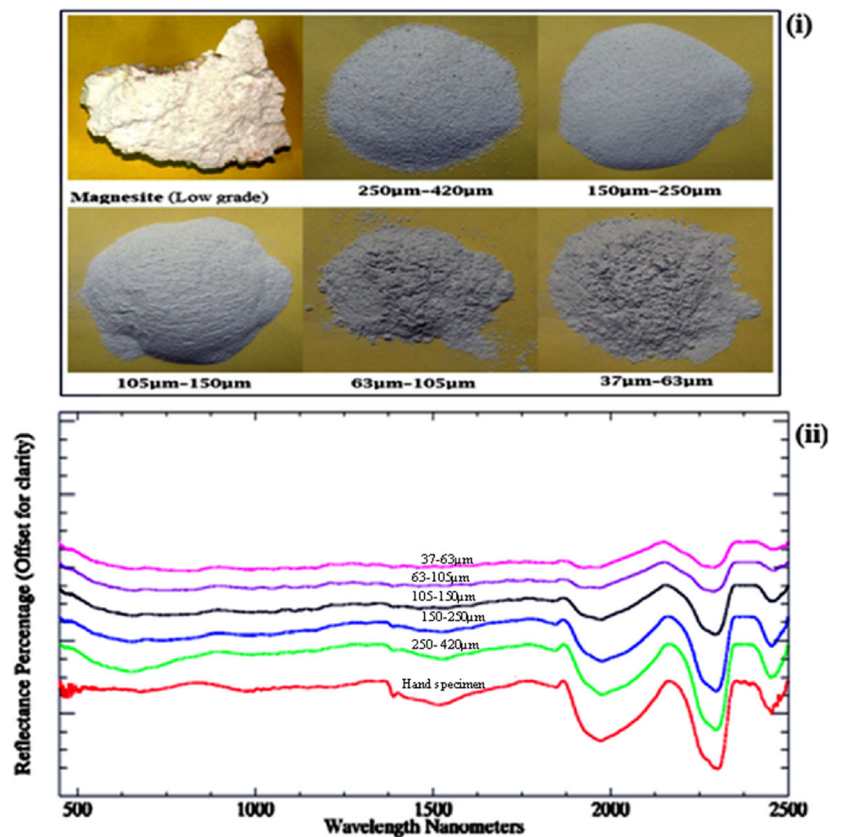 (i)
Magnesite (Low grade)
250µm-420µm
150µm-250µm
105µm-150µm
63µm-105µm
37µm-63µm
(ii)
Reflectance Percentage (Offset for clarity)
37-63µm
63-105µm
105-150µm
150-250µm
250- 420µm
Hand specimen
500
1000
1500
2000
2500
Wavelength Nanometers